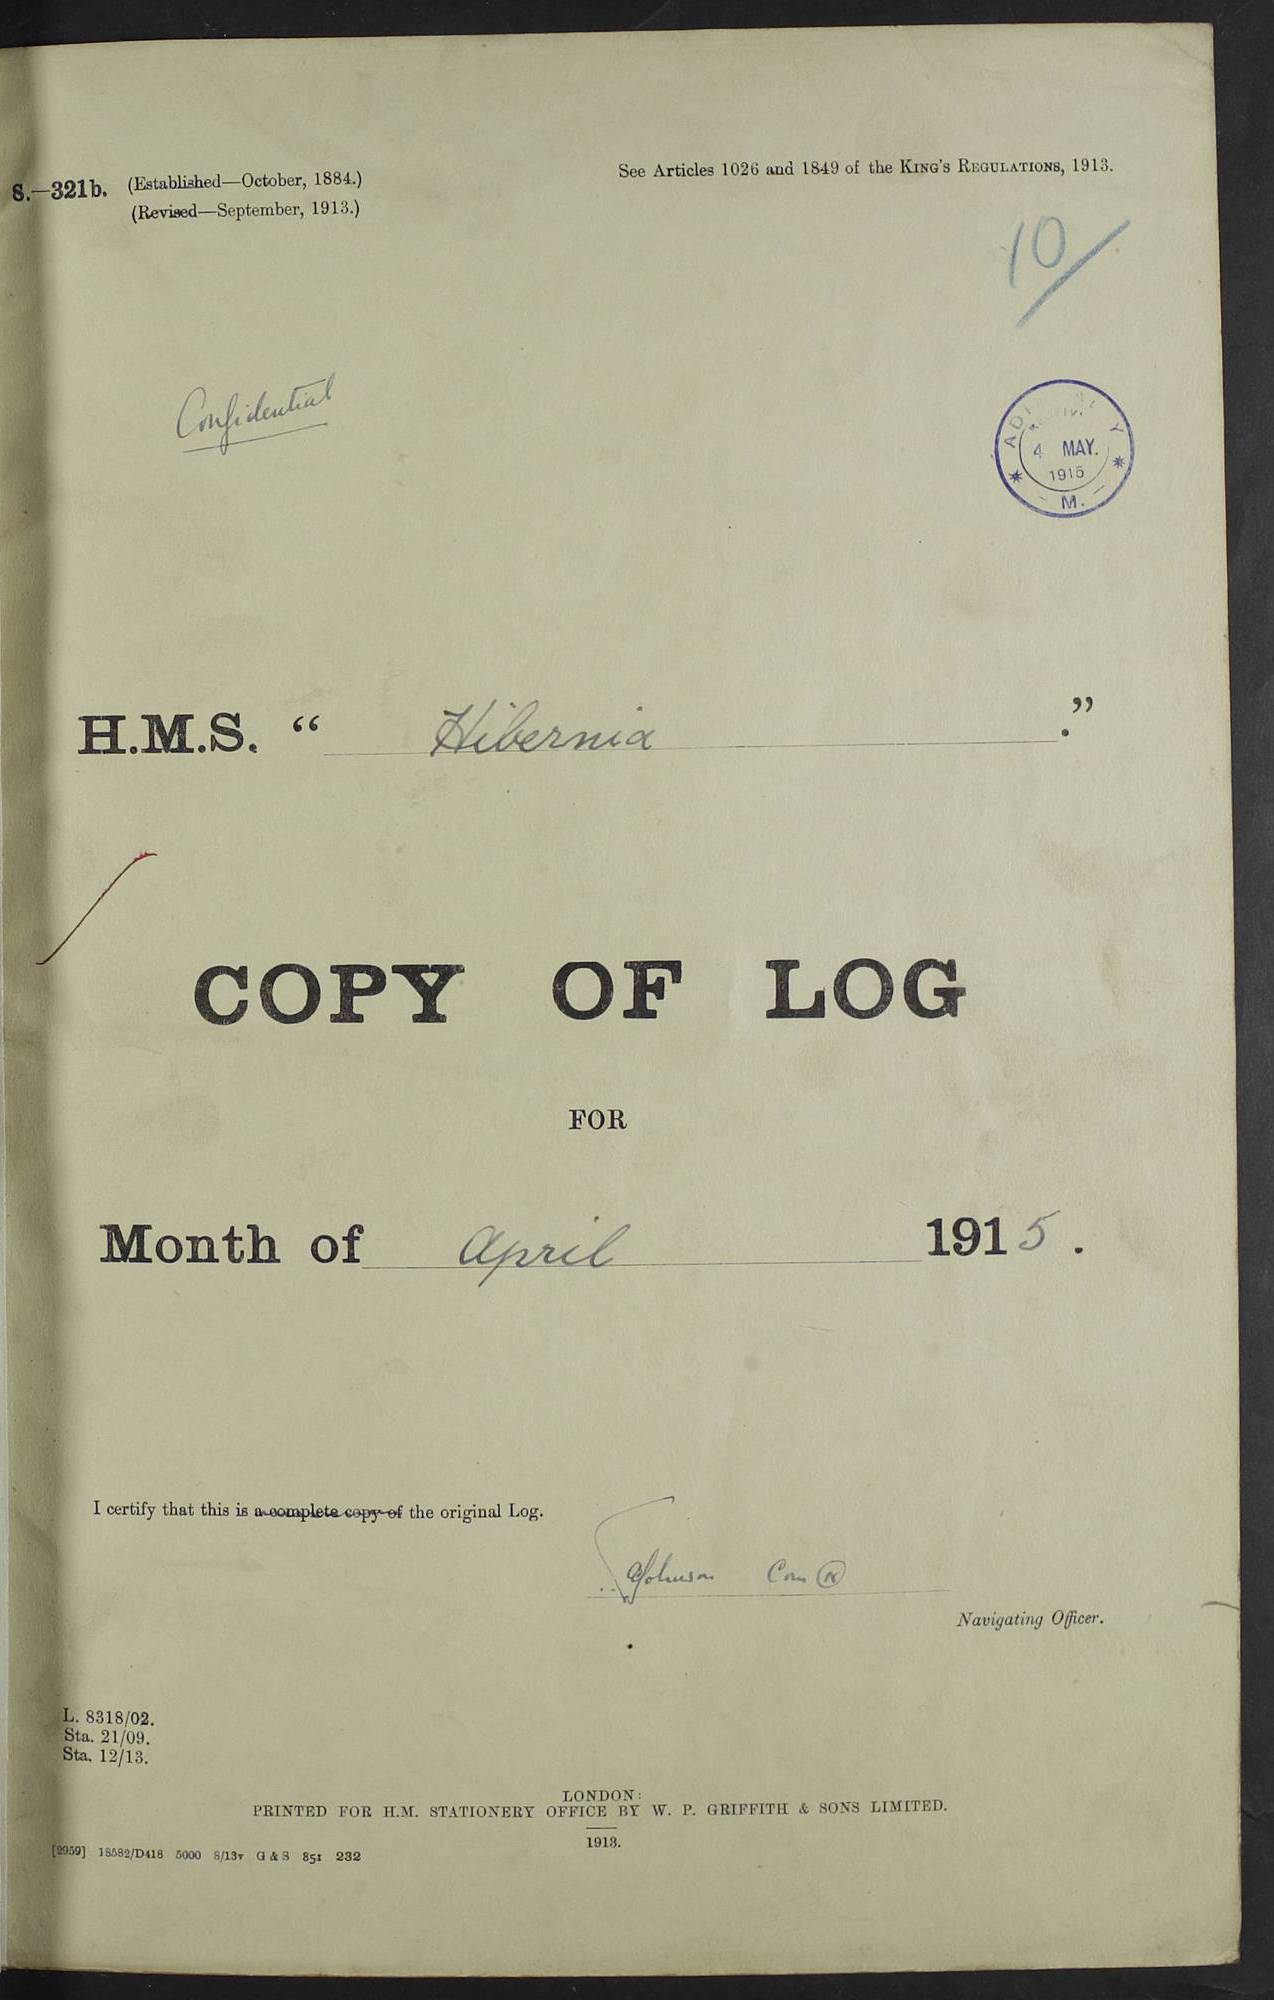 S.—321b. (Established—October, 1884.)
(Revised—September, 1913.)
See Articles 1026 and 1849 of the KING'S REGULATIONS, 1913.
10/
Confidential
ADMIRALTY
4 MAY.
1915
M.
H.M.S. “ Hibernia .”
COPY OF LOG
FOR
Month of April 1915.
I certify that this is a complete copy of the original Log.
Johnson Com (N)
Navigating Officer.
L. 8318/02.
Sta. 21/09.
Sta. 12/13.
LONDON:
PRINTED FOR H.M. STATIONERY OFFICE BY W. P. GRIFFITH & SONS LIMITED.
1913.
[2959] 18582/D418 5000 8/13v G & S 851 232